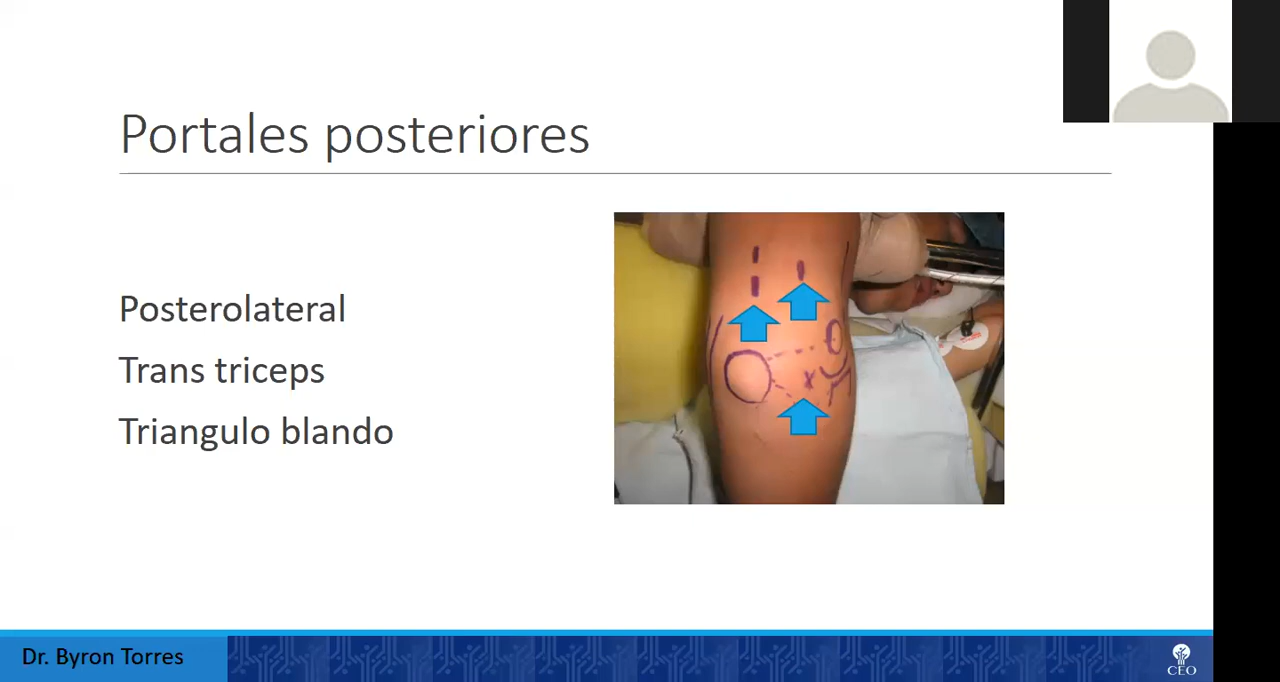 Portales posteriores
Posterolateral
Trans triceps
Triangulo blando
Dr. Byron Torres
CEO